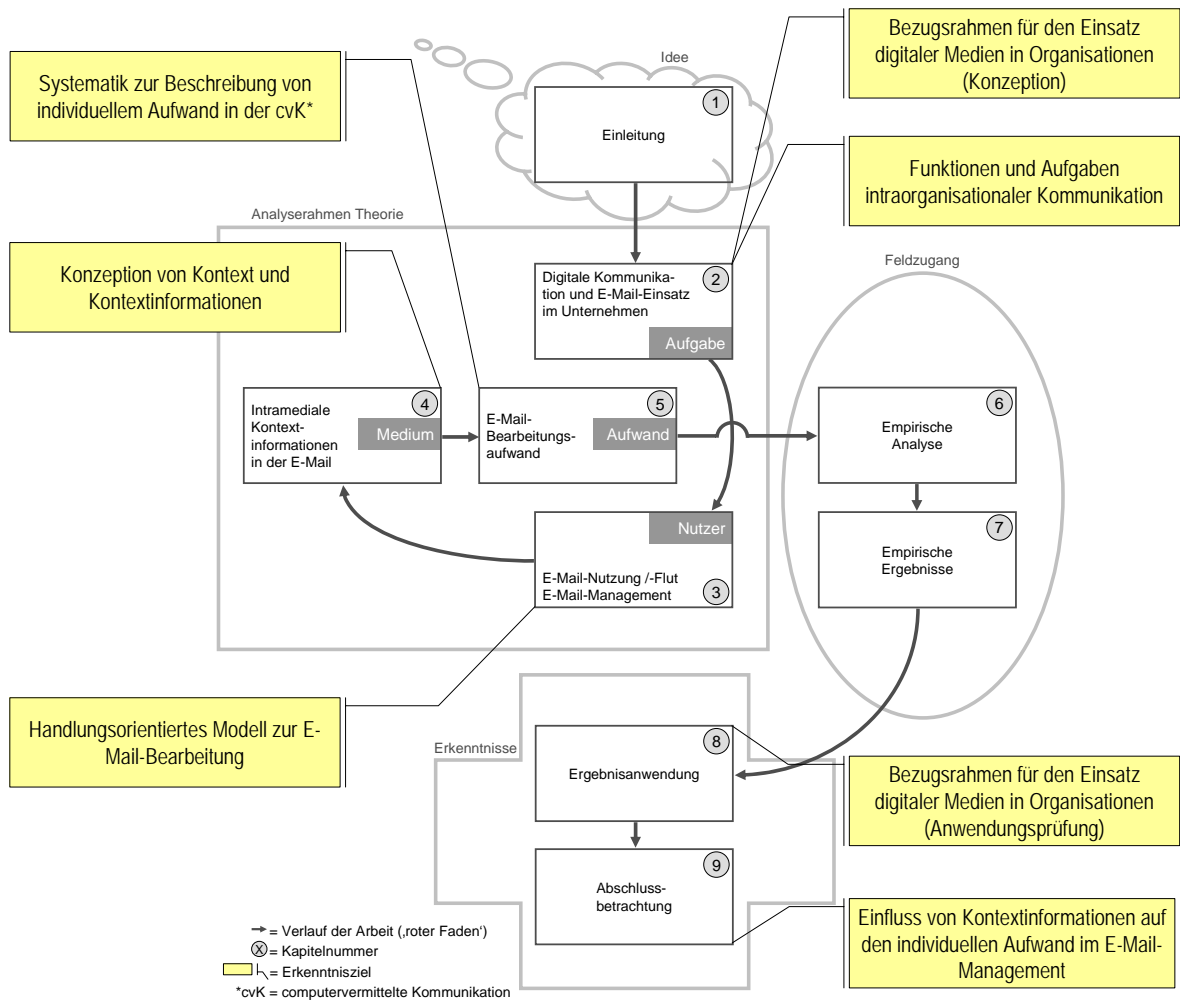 Idee
1
Einleitung
Bezugsrahmen für den Einsatz
digitaler Medien in Organisationen
(Konzeption)
Systematik zur Beschreibung von
individuellem Aufwand in der cvK*
Funktionen und Aufgaben
intraorganisationaler Kommunikation
Analyserahmen Theorie
Konzeption von Kontext und
Kontextinformationen
Digitale Kommunika-
tion und E-Mail-Einsatz
im Unternehmen
2
Aufgabe
Feldzugang
Intramediale
Kontext-
informationen
in der E-Mail
4
Medium
E-Mail-
Bearbeitungs-
aufwand
5
Aufwand
6
Empirische
Analyse
Nutzer
E-Mail-Nutzung /-Flut
E-Mail-Management
3
7
Empirische
Ergebnisse
Handlungsorientiertes Modell zur E-
Mail-Bearbeitung
Erkenntnisse
8
Ergebnisanwendung
Bezugsrahmen für den Einsatz
digitaler Medien in Organisationen
(Anwendungsprüfung)
9
Abschluss-
betrachtung
Einfluss von Kontextinformationen auf
den individuellen Aufwand im E-Mail-
Management
= Verlauf der Arbeit (‚roter Faden‘)
X = Kapitelnummer
= Erkenntnisziel
*cvK = computervermittelte Kommunikation